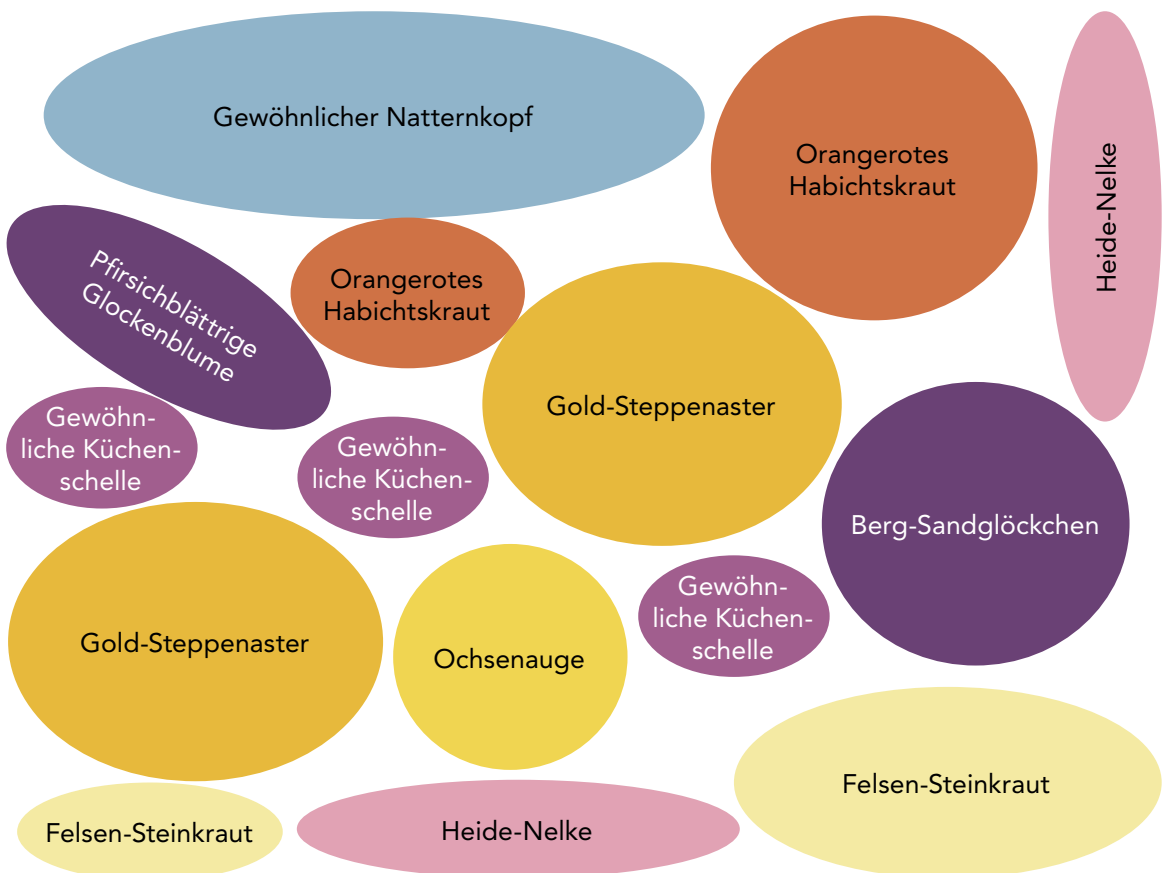 Gewöhnlicher Natternkopf
Orangerotes
Habichtskraut
Heide-Nelke
Pfirsichblättrige
Glockenblume
Orangerotes
Habichtskraut
Gold-Steppenaster
Gewöhn-
liche Küchen-
schelle
Gewöhn-
liche Küchen-
schelle
Berg-Sandglöckchen
Gold-Steppenaster
Ochsenauge
Gewöhn-
liche Küchen-
schelle
Felsen-Steinkraut
Heide-Nelke
Felsen-Steinkraut